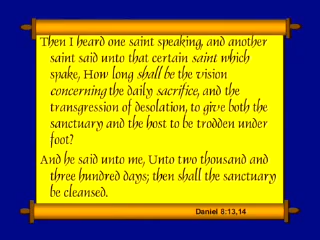 Then I heard one saint speaking, and another
saint said unto that certain saint which
spake, How long shall be the vision
concerning the daily sacrifice, and the
transgression of desolation, to give both the
sanctuary and the host to be trodden under
foot?
And he said unto me, Unto two thousand and
three hundred days; then shall the sanctuary
be cleansed.
Daniel 8:13,14